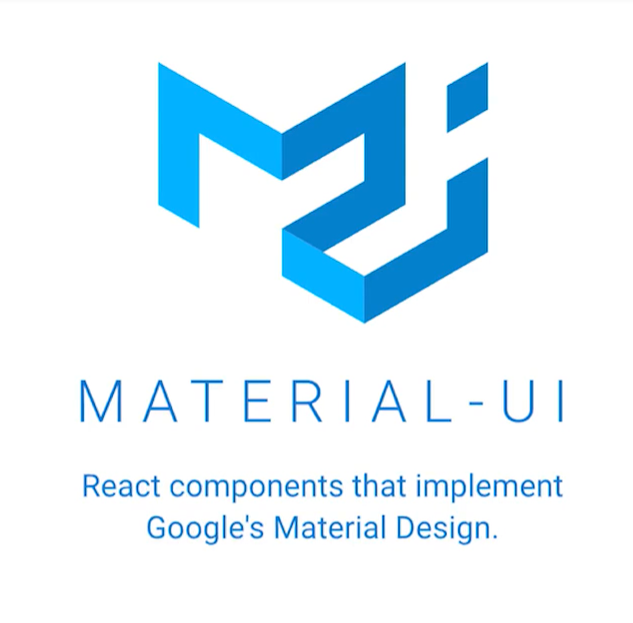 MATERIAL-UI
React components that implement
Google's Material Design.